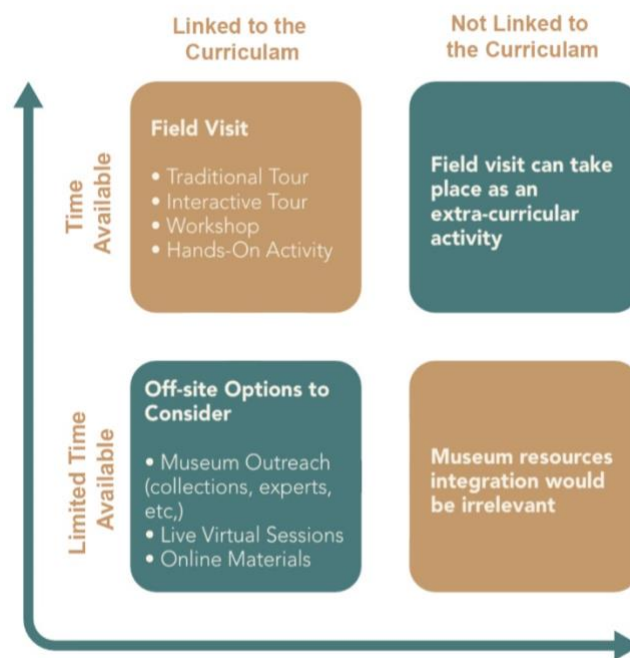 Linked to the
Curriculam
Not Linked to
the Curriculam
Time
Available
Field Visit
• Traditional Tour
• Interactive Tour
• Workshop
• Hands-On Activity
Field visit can take
place as an
extra-curricular
activity
Limited Time
Available
Off-site Options to
Consider
• Museum Outreach
(collections, experts,
etc,)
• Live Virtual Sessions
• Online Materials
Museum resources
integration would
be irrelevant